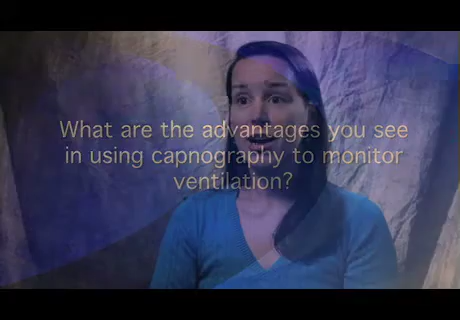 What are the advantages you see
in using capnography to monitor
ventilation?